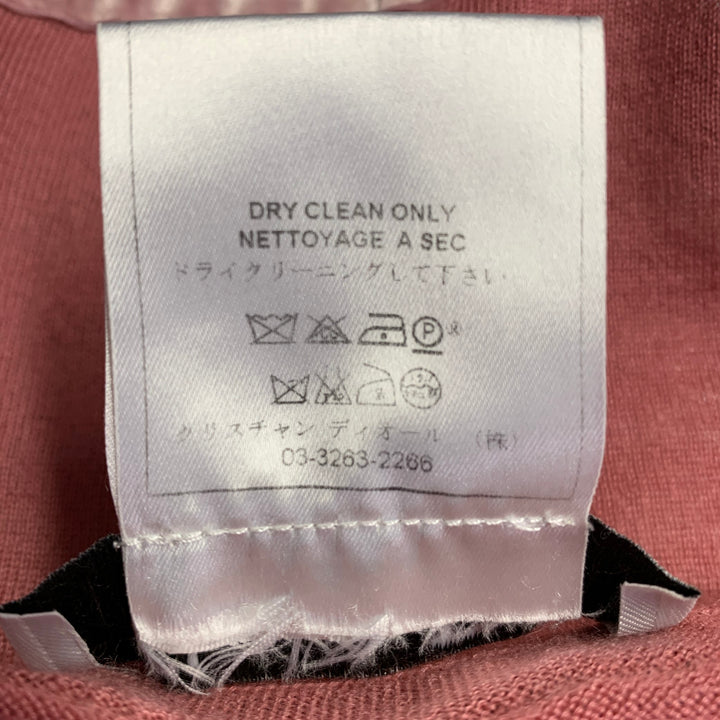 DRY CLEAN ONLY
NETTOYAGE A SEC
ドライクリーニングして下さい
P
クリスチャン ディオール (株)
03-3263-2266